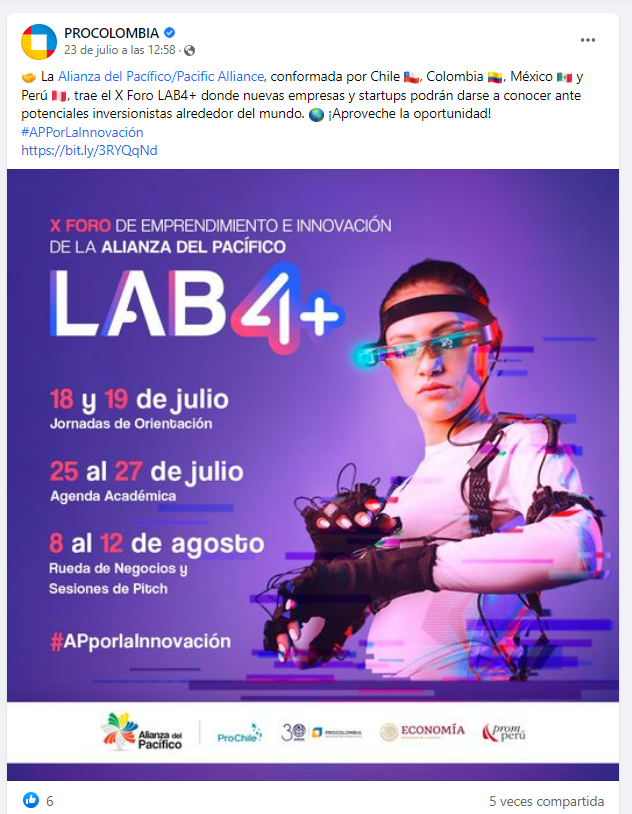 PROCOLOMBIA
23 de julio a las 12:58 ·
🤝 La Alianza del Pacífico/Pacific Alliance, conformada por Chile 🇨🇱, Colombia 🇨🇴, México 🇲🇽 y
Perú 🇵🇪, trae el X Foro LAB4+ donde nuevas empresas y startups podrán darse a conocer ante
potenciales inversionistas alrededor del mundo. 🌎 ¡Aproveche la oportunidad!
#APPorLaInnovación
https://bit.ly/3RYQqNd
X FORO DE EMPRENDIMIENTO E INNOVACIÓN
DE LA ALIANZA DEL PACÍFICO
LAB4+
18 y 19 de julio
Jornadas de Orientación
25 al 27 de julio
Agenda Académica
8 al 12 de agosto
Rueda de Negocios y
Sesiones de Pitch
#APporlaInnovación
Alianza del
Pacífico
ProChile
30
PROCOLOMBIA
ECONOMÍA
prom
perú
6
5 veces compartida